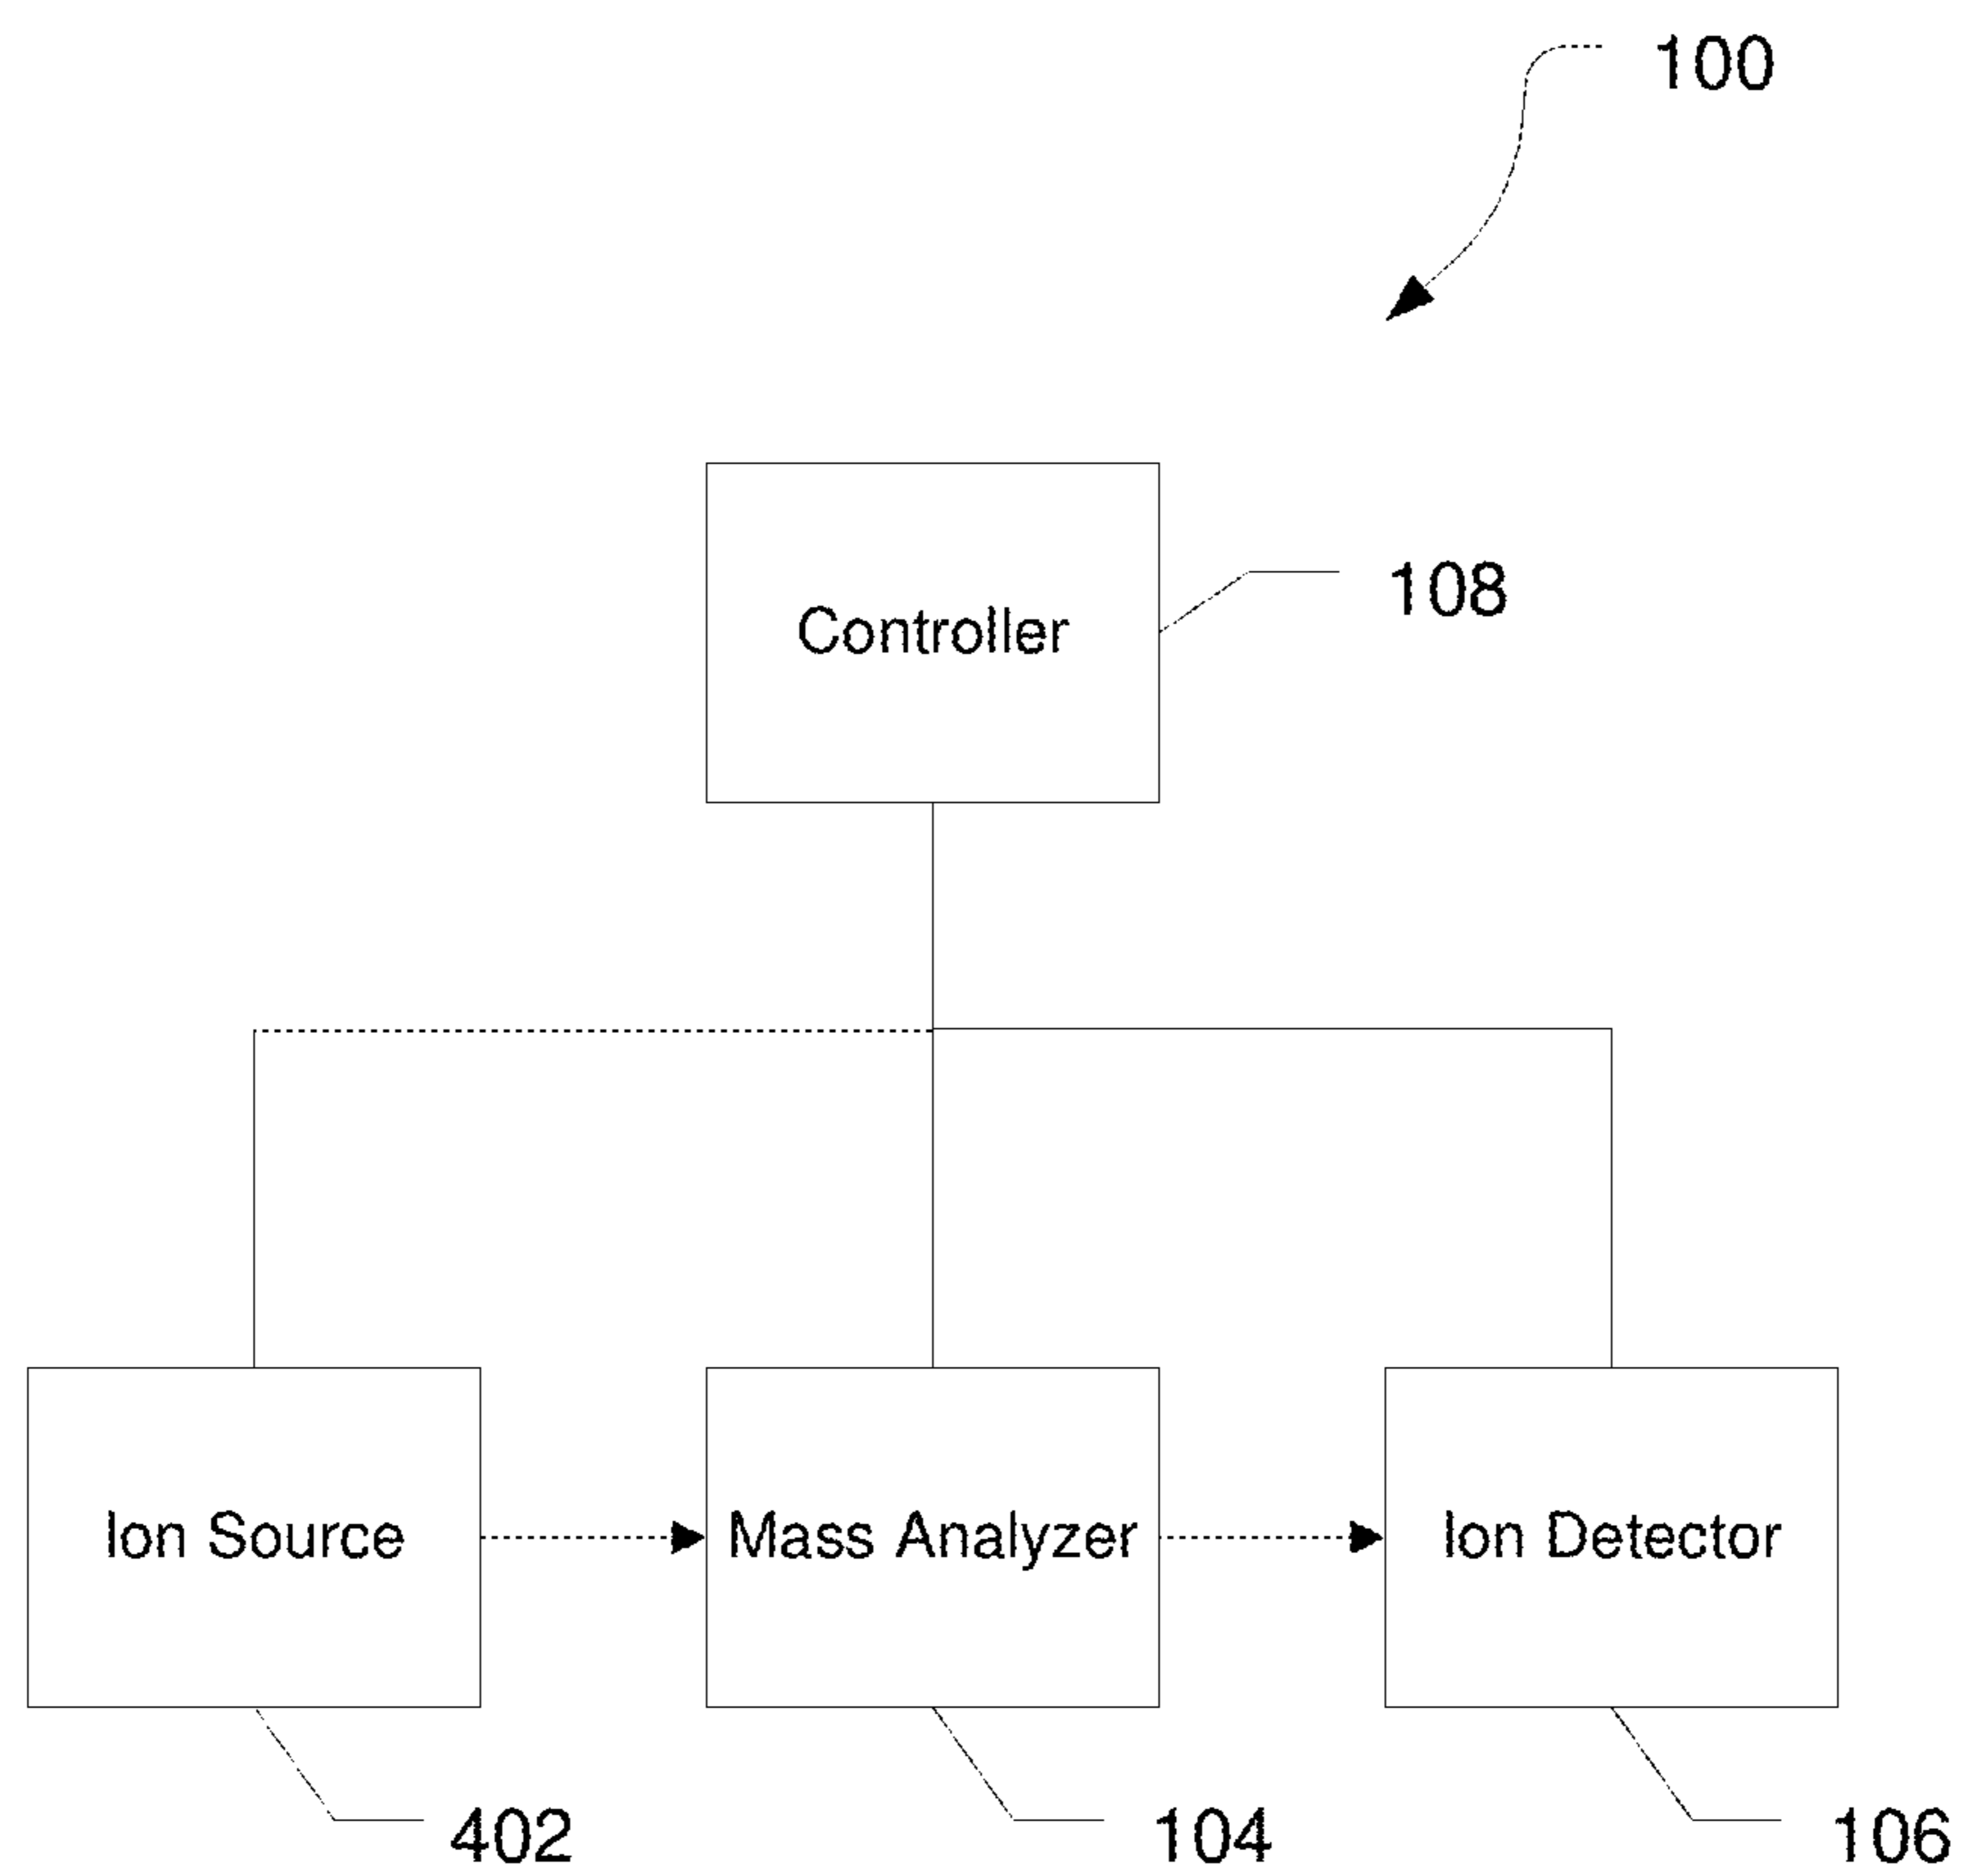 100
Controller
108
Ion Source
Mass Analyzer
Ion Detector
402
104
106